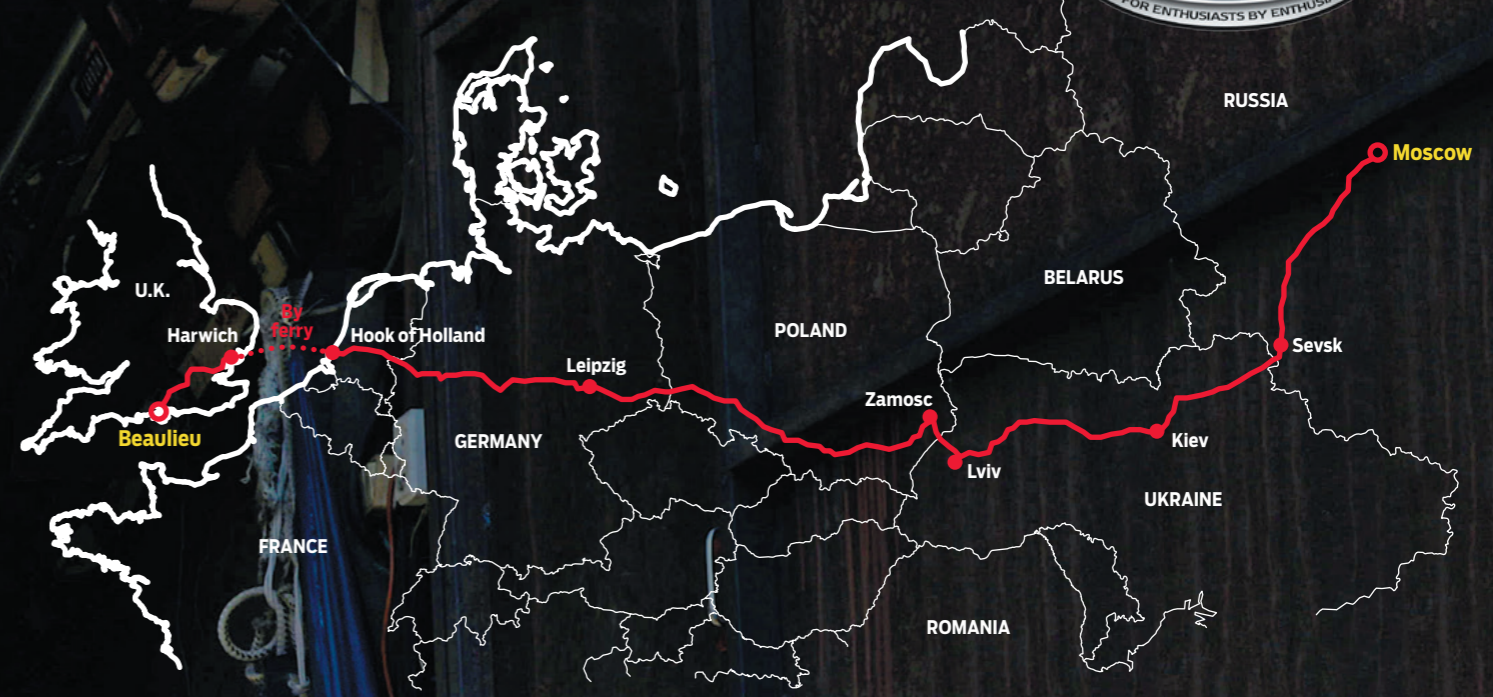 FOR ENTHUSIASTS BY
RUSSIA
Moscow
BELARUS
U.K.
By
ferry
Harwich
Hook of Holland
POLAND
Sevsk
Leipzig
Zamosc
Beaulieu
GERMANY
Kiev
Lviv
UKRAINE
FRANCE
ROMANIA